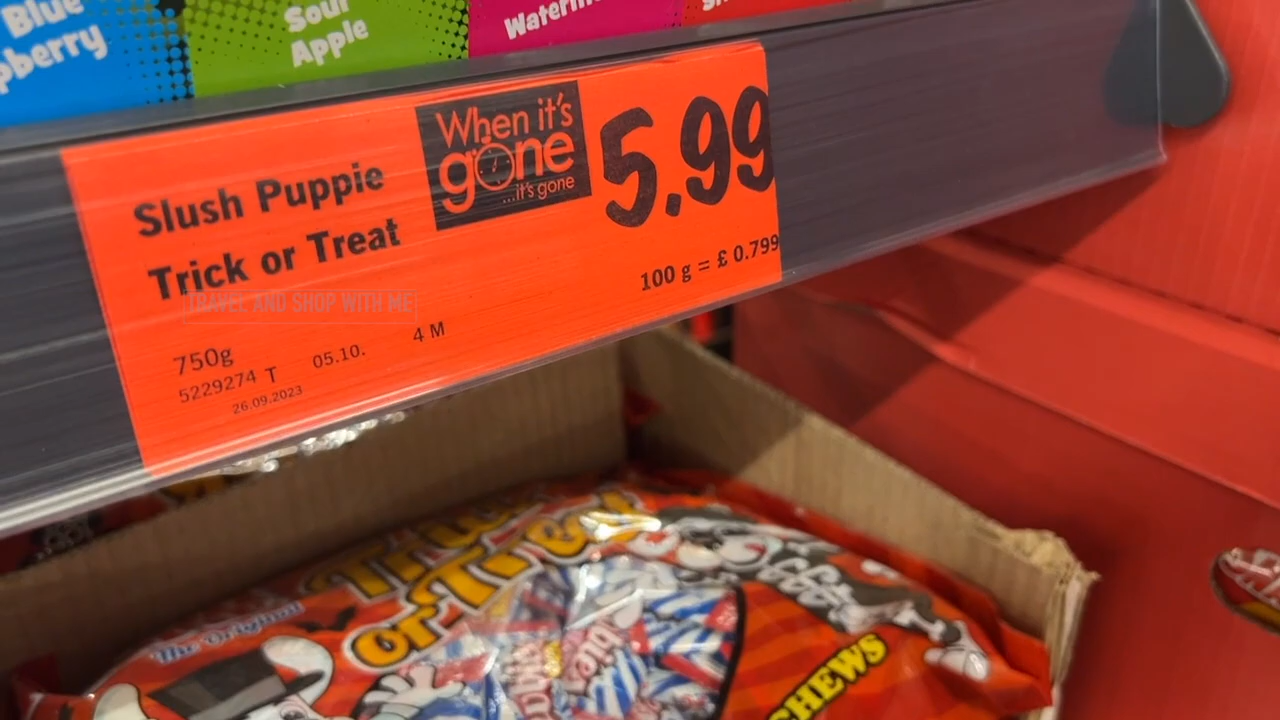 Blue
Sour
Apple
Slush Puppie
Trick or Treat
When it's
gone
...it's gone
5.99
100 g = £ 0.799
TRAVEL AND SHOP WITH ME
750g
5229274 T 05.10. 4 M
26.09.2023
The Original
Trick
or Treat
CHEWS